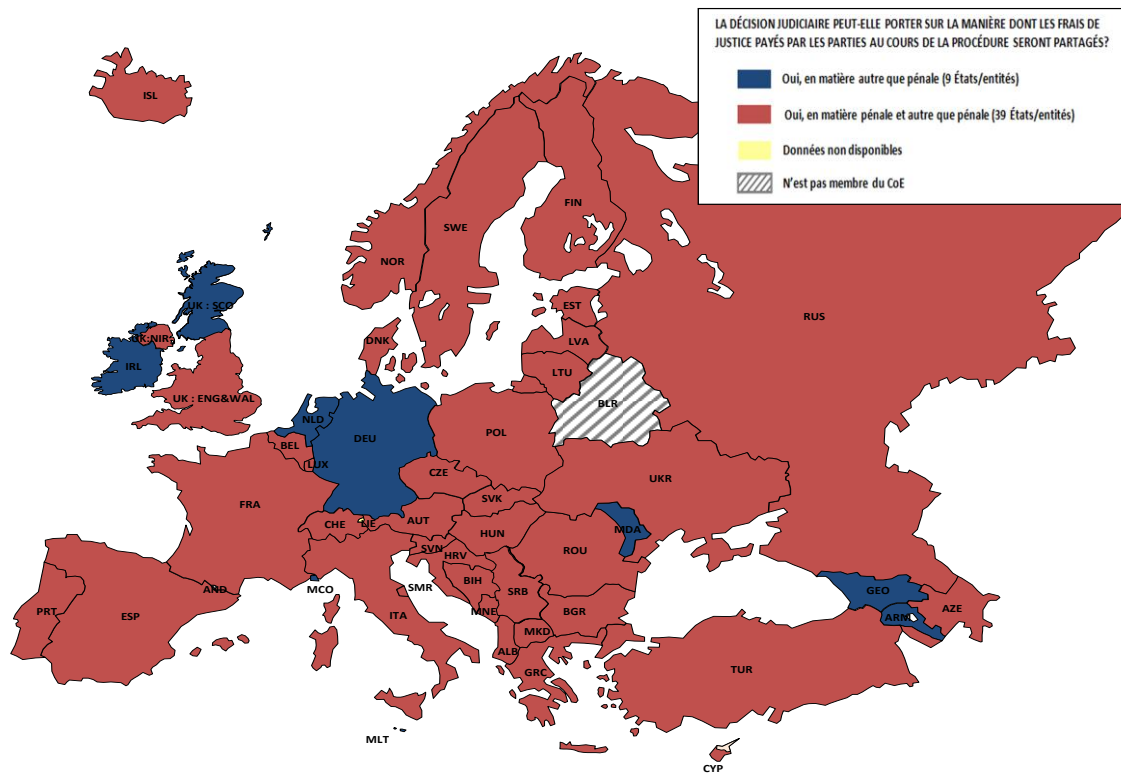 LA DÉCISION JUDICIAIRE PEUT-ELLE PORTER SUR LA MANIÈRE DONT LES FRAIS DE
JUSTICE PAYÉS PAR LES PARTIES AU COURS DE LA PROCÉDURE SERONT PARTAGÉS?
Oui, en matière autre que pénale (9 États/entités)
Oui, en matière pénale et autre que pénale (39 États/entités)
Données non disponibles
N'est pas membre du CoE
ISL
FIN
SWE
NOR
RUS
UK : SCO
EST
UK:NIR
DNK
LVA
IRL
LTU
UK : ENG&WAL
BLR
NLD
DEU
POL
BEL
LUX
CZE
UKR
FRA
SVK
CHE
LIE
AUT
MDA
HUN
SVN
HRV
ROU
AND
MCO
SMR
BIH
SRB
GEO
PRT
ESP
ITA
MNE
BGR
ARM
AZE
MKD
ALB
GRC
TUR
MLT
CYP